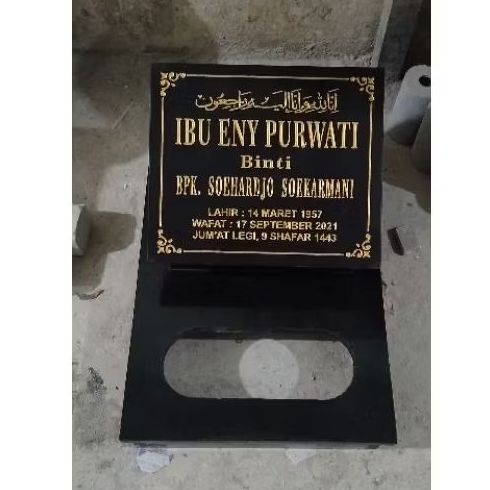 إنا لله وإنا إليه راجعون
IBU ENY PURWATI
Binti
BPK. SOEHARDJO SOEKARMANI
LAHIR : 14 MARET 1957
WAFAT : 17 SEPTEMBER 2021
JUM'AT LEGI, 9 SHAFAR 1443